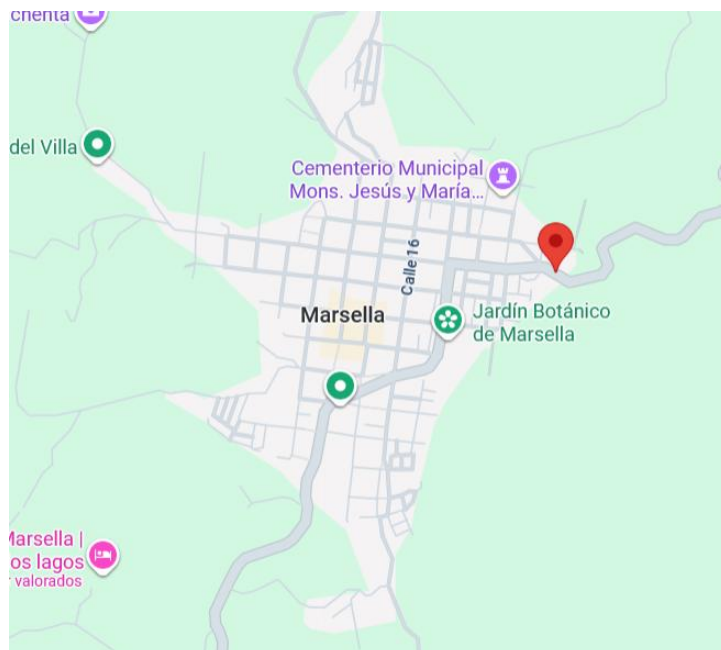 chenta
del Villa
Cementerio Municipal
Mons. Jesús y María...
Calle 16
Marsella
Jardín Botánico
de Marsella
Marsella |
os lagos
r valorados